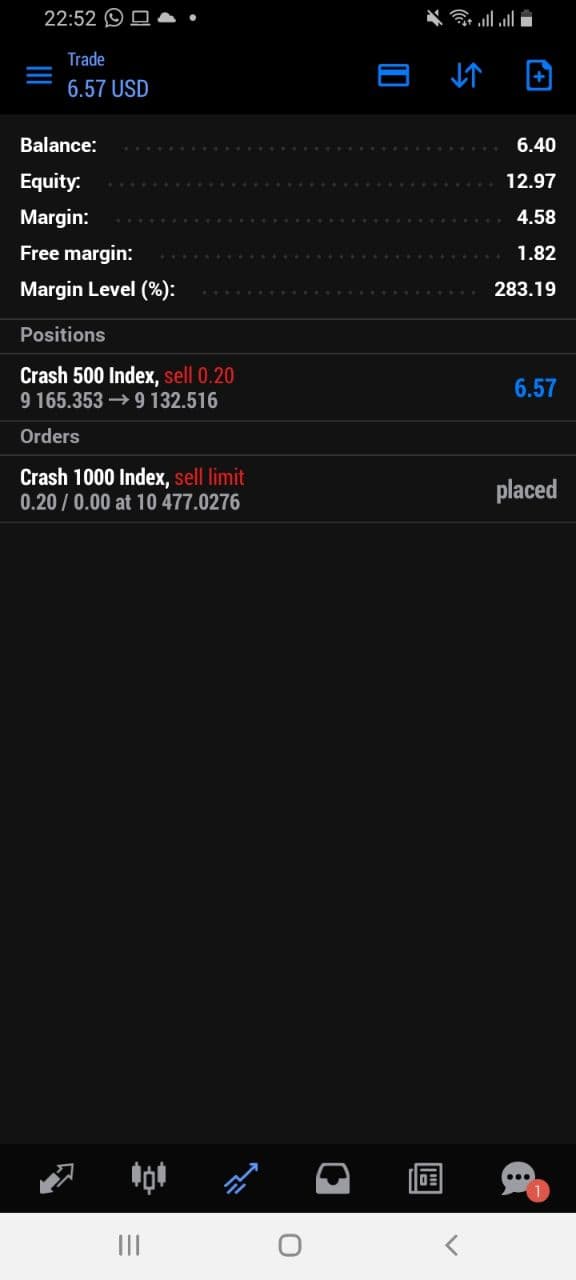 22:52
Trade
6.57 USD
Balance: 6.40
Equity: 12.97
Margin: 4.58
Free margin: 1.82
Margin Level (%): 283.19
Positions
Crash 500 Index, sell 0.20
9 165.353 → 9 132.516 6.57
Orders
Crash 1000 Index, sell limit
0.20 / 0.00 at 10 477.0276 placed
1